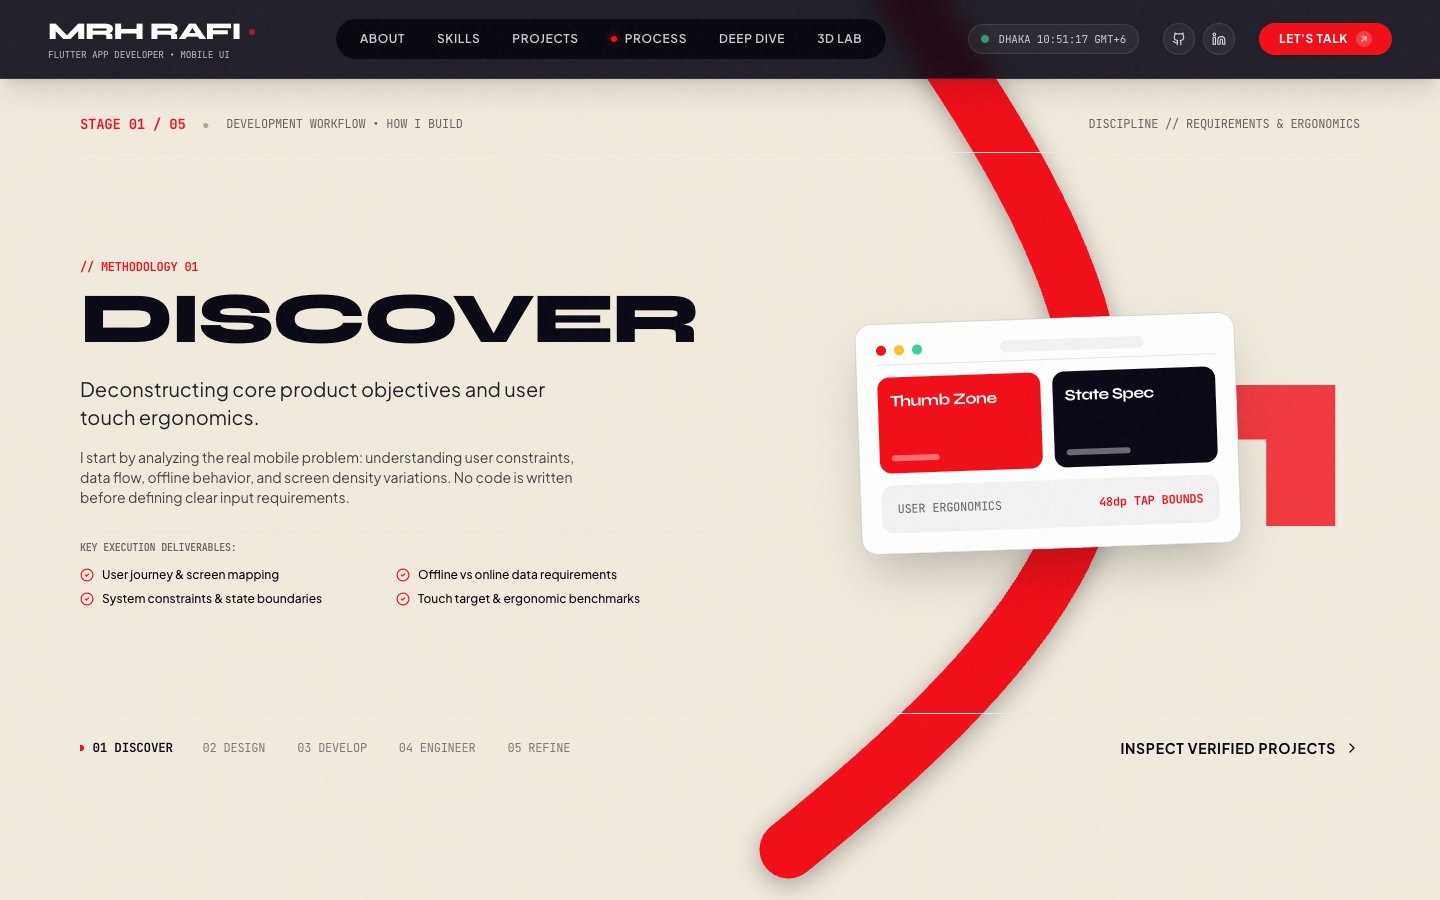 MRH RAFI
FLUTTER APP DEVELOPER • MOBILE UI
ABOUT
SKILLS
PROJECTS
PROCESS
DEEP DIVE
3D LAB
DHAKA 10:51:17 GMT+6
LET'S TALK
STAGE 01 / 05
DEVELOPMENT WORKFLOW • HOW I BUILD
DISCIPLINE // REQUIREMENTS & ERGONOMICS
// METHODOLOGY 01
DISCOVER
Deconstructing core product objectives and user
touch ergonomics.
I start by analyzing the real mobile problem: understanding user constraints,
data flow, offline behavior, and screen density variations. No code is written
before defining clear input requirements.
KEY EXECUTION DELIVERABLES:
User journey & screen mapping
Offline vs online data requirements
System constraints & state boundaries
Touch target & ergonomic benchmarks
Thumb Zone
State Spec
USER ERGONOMICS
48dp TAP BOUNDS
01 DISCOVER
02 DESIGN
03 DEVELOP
04 ENGINEER
05 REFINE
INSPECT VERIFIED PROJECTS